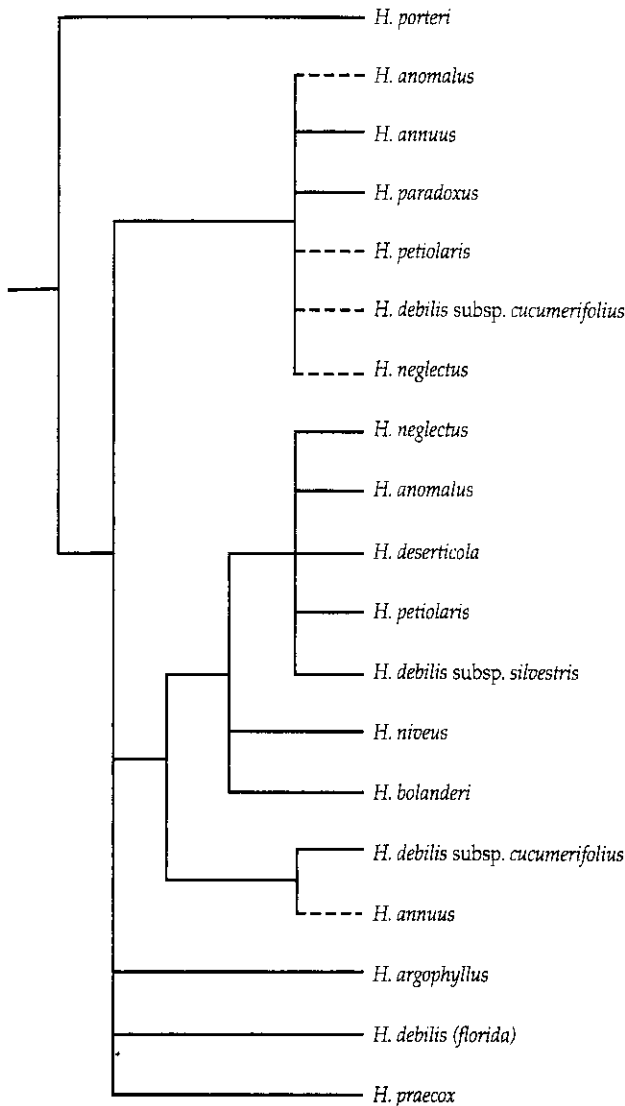 H. porteri
H. anomalus
H. annuus
H. paradoxus
H. petiolaris
H. debilis subsp. cucumerifolius
H. neglectus
H. neglectus
H. anomalus
H. deserticola
H. petiolaris
H. debilis subsp. silvestris
H. niveus
H. bolanderi
H. debilis subsp. cucumerifolius
H. annuus
H. argophyllus
H. debilis (florida)
H. praecox